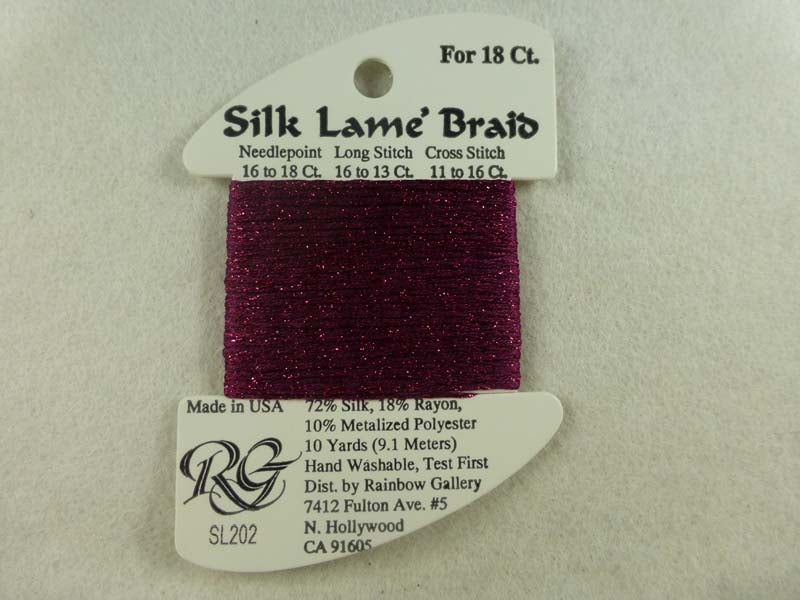 For 18 Ct.
Silk Lame' Braid
Needlepoint Long Stitch Cross Stitch
16 to 18 Ct. 16 to 13 Ct. 11 to 16 Ct.
Made in USA 72% Silk, 18% Rayon,
10% Metalized Polyester
10 Yards (9.1 Meters)
Hand Washable, Test First
Dist. by Rainbow Gallery
7412 Fulton Ave. #5
N. Hollywood
CA 91605
RG
SL202